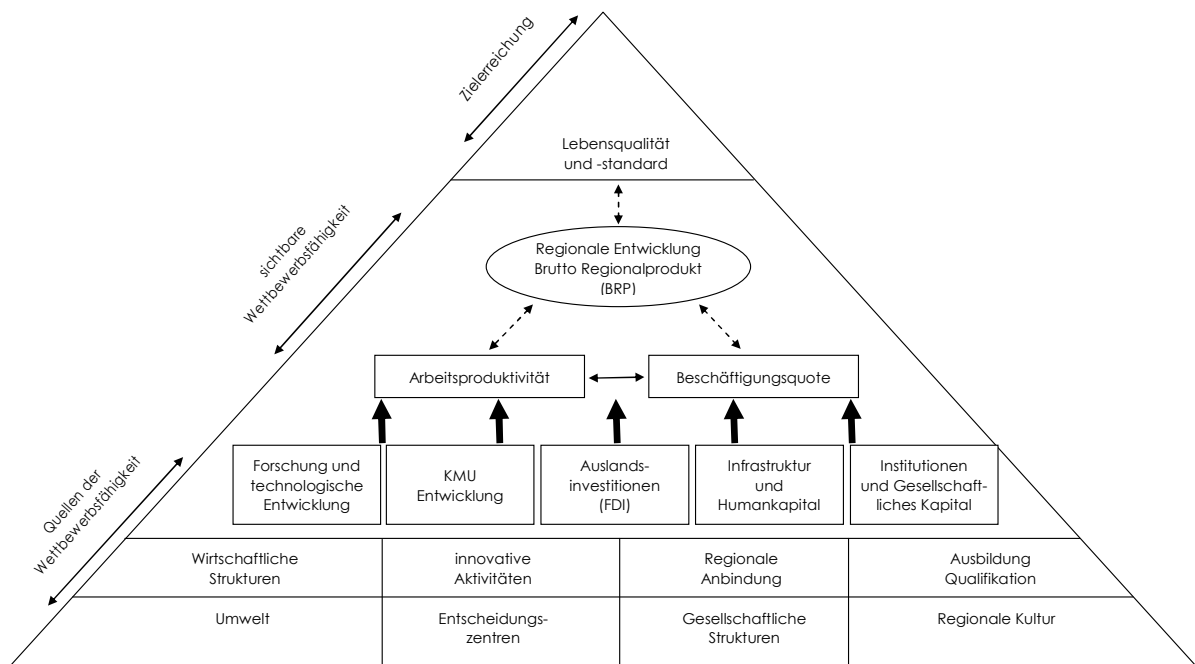 Zielerreichung
Lebensqualität
und -standard
sichtbare
Wettbewerbsfähigkeit
Regionale Entwicklung
Brutto Regionalprodukt
(BRP)
Arbeitsproduktivität
Beschäftigungsquote
Quellen der
Wettbewerbsfähigkeit
Forschung und
technologische
Entwicklung
KMU
Entwicklung
Auslands-
investitionen
(FDI)
Infrastruktur
und
Humankapital
Institutionen
und Gesellschaft-
liches Kapital
Wirtschaftliche
Strukturen
innovative
Aktivitäten
Regionale
Anbindung
Ausbildung
Qualifikation
Umwelt
Entscheidungs-
zentren
Gesellschaftliche
Strukturen
Regionale Kultur